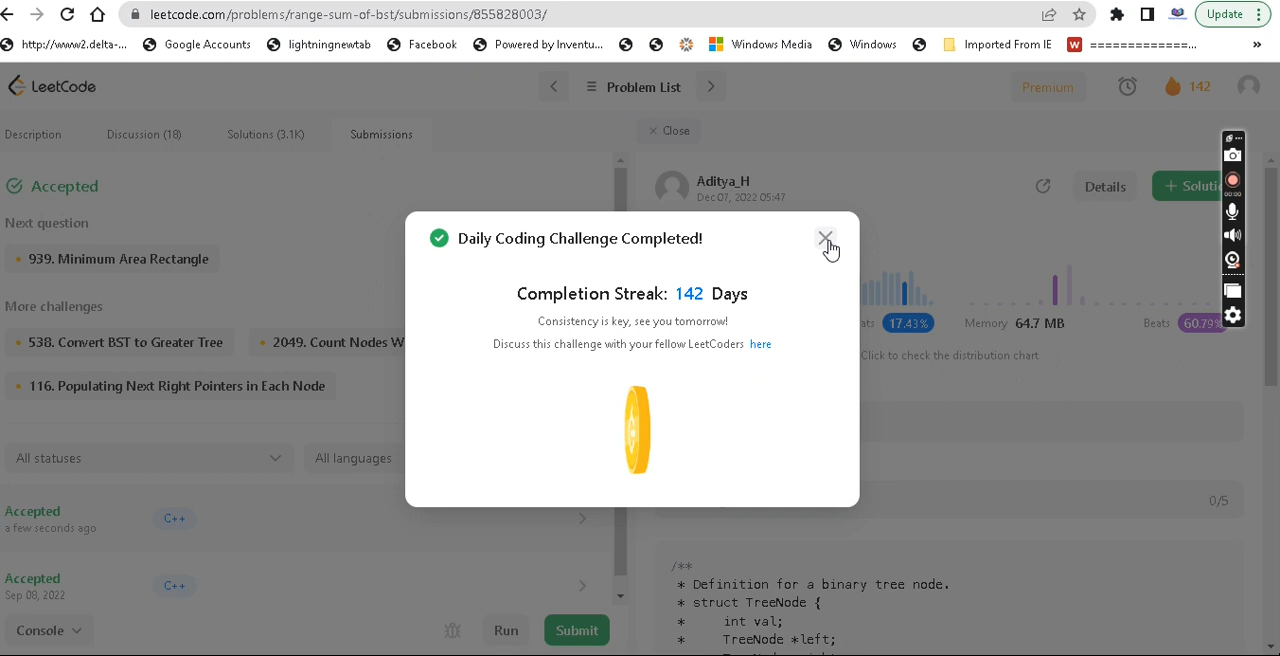 leetcode.com/problems/range-sum-of-bst/submissions/855828003/
Update
http://www2.delta-...
Google Accounts
lightningnewtab
Facebook
Powered by Inventu...
Windows Media
Windows
Imported From IE
=============...
»
LeetCode
Problem List
Premium
142
Description
Discussion (18)
Solutions (3.1K)
Submissions
× Close
Accepted
Next question
939. Minimum Area Rectangle
More challenges
538. Convert BST to Greater Tree
2049. Count Nodes W
116. Populating Next Right Pointers in Each Node
All statuses
All languages
Accepted
a few seconds ago
C++
Accepted
Sep 08, 2022
C++
Console
Run
Submit
Daily Coding Challenge Completed!
Completion Streak: 142 Days
Consistency is key, see you tomorrow!
Discuss this challenge with your fellow LeetCoders here
Aditya_H
Dec 07, 2022 05:47
Details
+ Soluti
00:00
ats 17.43%
Memory 64.7 MB
Beats 60.79%
Click to check the distribution chart
0/5
/**
* Definition for a binary tree node.
* struct TreeNode {
* int val;
* TreeNode *left;